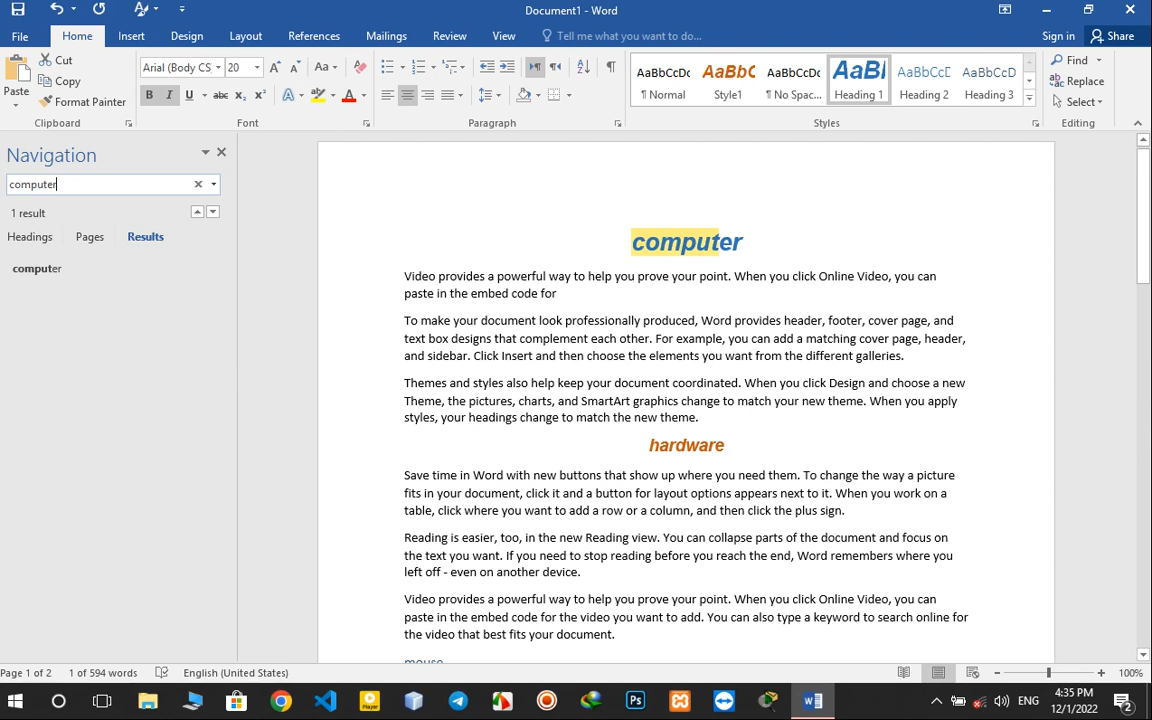 Document1 - Word
File Home Insert Design Layout References Mailings Review View Tell me what you want to do... Sign in Share
Paste
Cut
Copy
Format Painter
Clipboard
Arial (Body CS) 20
Font
Paragraph
AaBbCcDc AaBbC AaBbCcDc AaBl AaBbCcD AaBbCcD
¶ Normal Style1 ¶ No Spac... Heading 1 Heading 2 Heading 3
Styles
Find
Replace
Select
Editing
Navigation
computer
1 result
Headings Pages Results
computer
computer
Video provides a powerful way to help you prove your point. When you click Online Video, you can
paste in the embed code for
To make your document look professionally produced, Word provides header, footer, cover page, and
text box designs that complement each other. For example, you can add a matching cover page, header,
and sidebar. Click Insert and then choose the elements you want from the different galleries.
Themes and styles also help keep your document coordinated. When you click Design and choose a new
Theme, the pictures, charts, and SmartArt graphics change to match your new theme. When you apply
styles, your headings change to match the new theme.
hardware
Save time in Word with new buttons that show up where you need them. To change the way a picture
fits in your document, click it and a button for layout options appears next to it. When you work on a
table, click where you want to add a row or a column, and then click the plus sign.
Reading is easier, too, in the new Reading view. You can collapse parts of the document and focus on
the text you want. If you need to stop reading before you reach the end, Word remembers where you
left off - even on another device.
Video provides a powerful way to help you prove your point. When you click Online Video, you can
paste in the embed code for the video you want to add. You can also type a keyword to search online for
the video that best fits your document.
mouse
Page 1 of 2 1 of 594 words English (United States) 100%
ENG 4:35 PM
12/1/2022 2